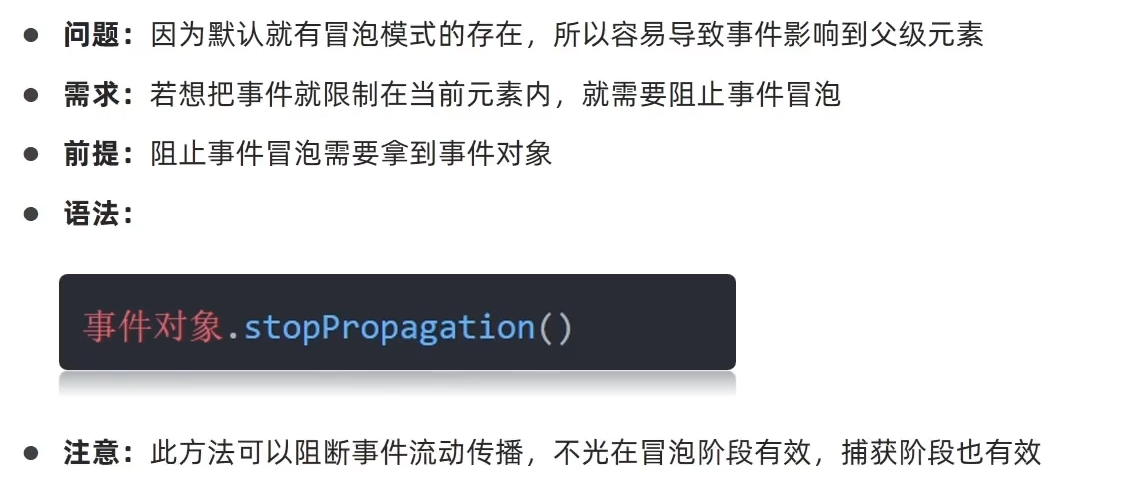 问题：因为默认就有冒泡模式的存在，所以容易导致事件影响到父级元素
需求：若想把事件就限制在当前元素内，就需要阻止事件冒泡
前提：阻止事件冒泡需要拿到事件对象
语法：
事件对象.stopPropagation()
注意：此方法可以阻断事件流动传播，不光在冒泡阶段有效，捕获阶段也有效